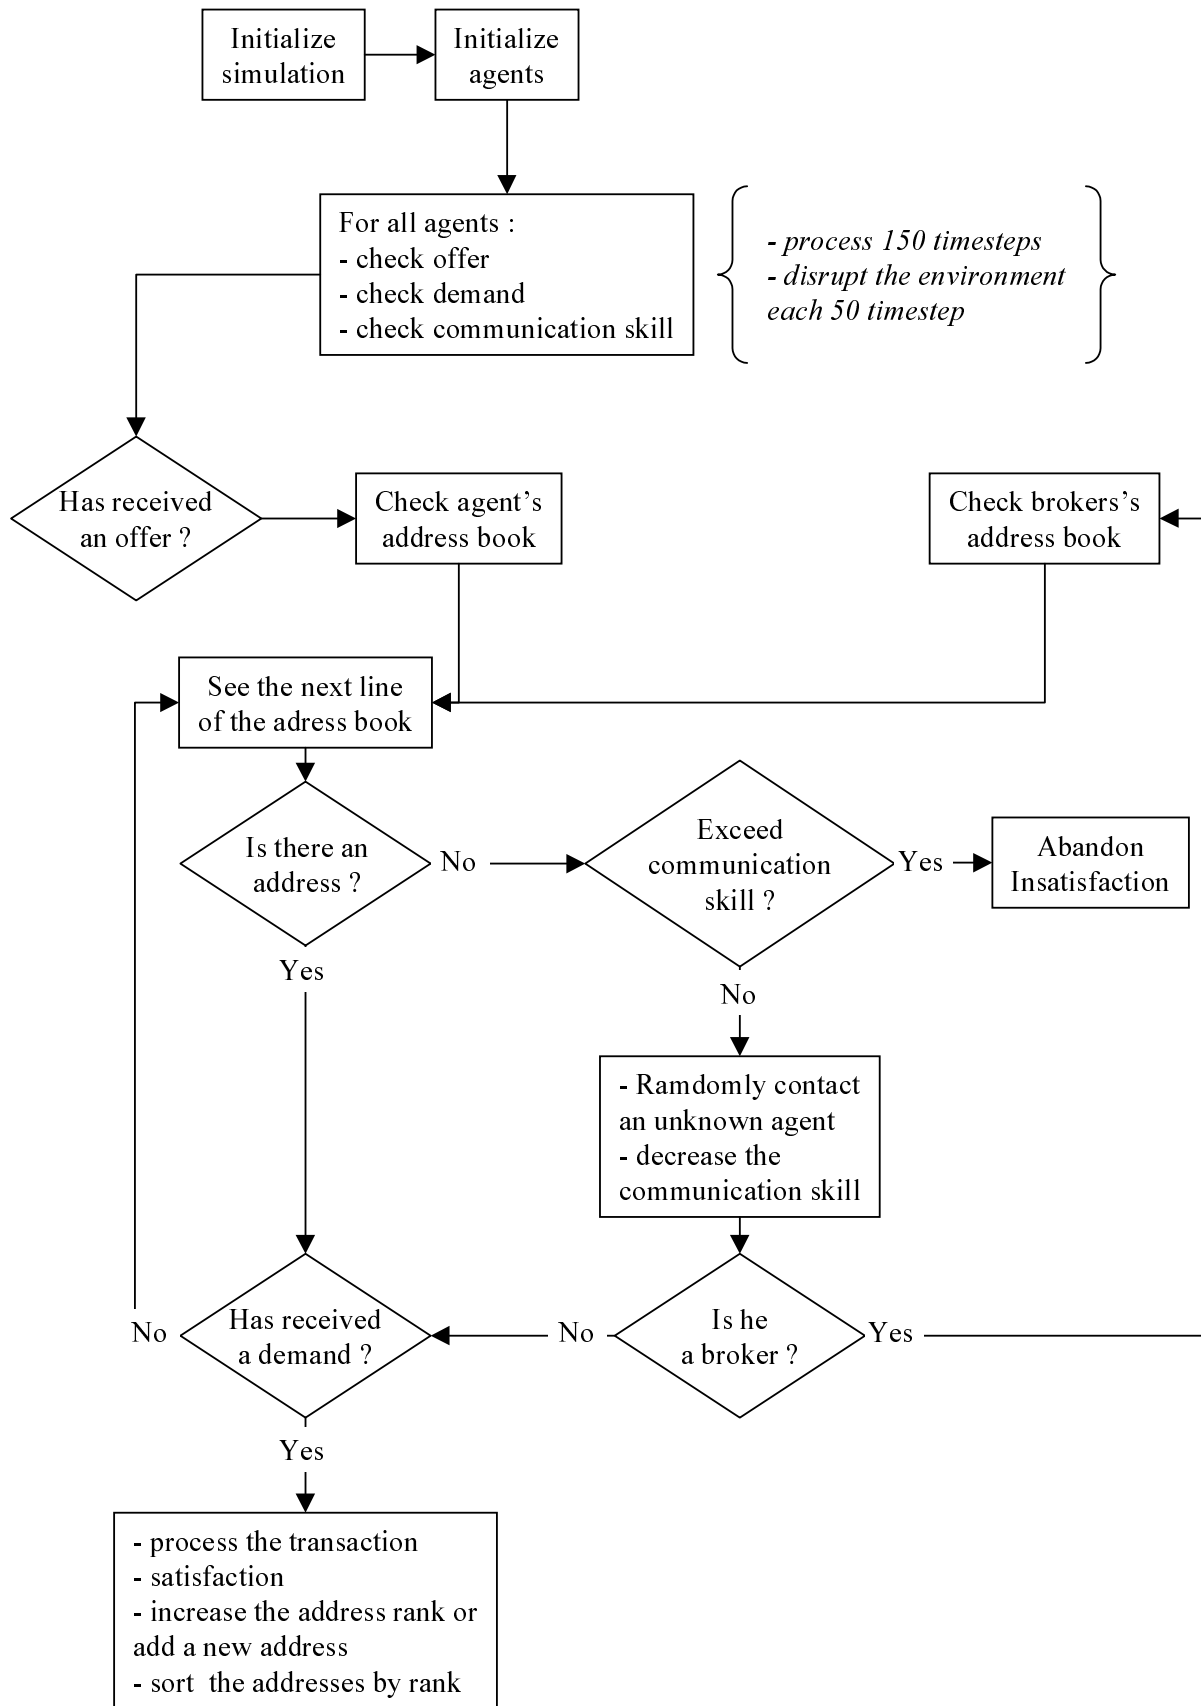 Initialize
simulation
Initialize
agents
For all agents :
- check offer
- check demand
- check communication skill
- process 150 timesteps
- disrupt the environment
each 50 timestep
Has received
an offer ?
Check agent's
address book
Check brokers's
address book
See the next line
of the adress book
Is there an
address ?
No
Exceed
communication
skill ?
Yes
Abandon
Insatisfaction
Yes
No
- Ramdomly contact
an unknown agent
- decrease the
communication skill
No
Has received
a demand ?
No
Is he
a broker ?
Yes
Yes
- process the transaction
- satisfaction
- increase the address rank or
add a new address
- sort the addresses by rank